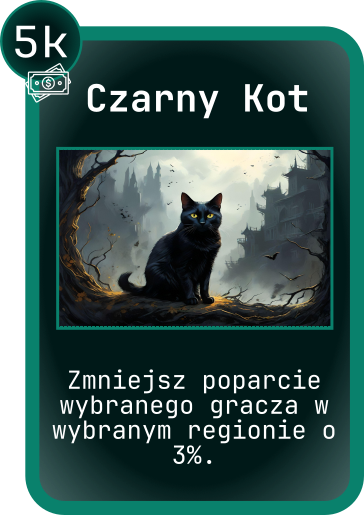 5k
Czarny Kot
Zmniejsz poparcie
wybranego gracza w
wybranym regionie o
3%.